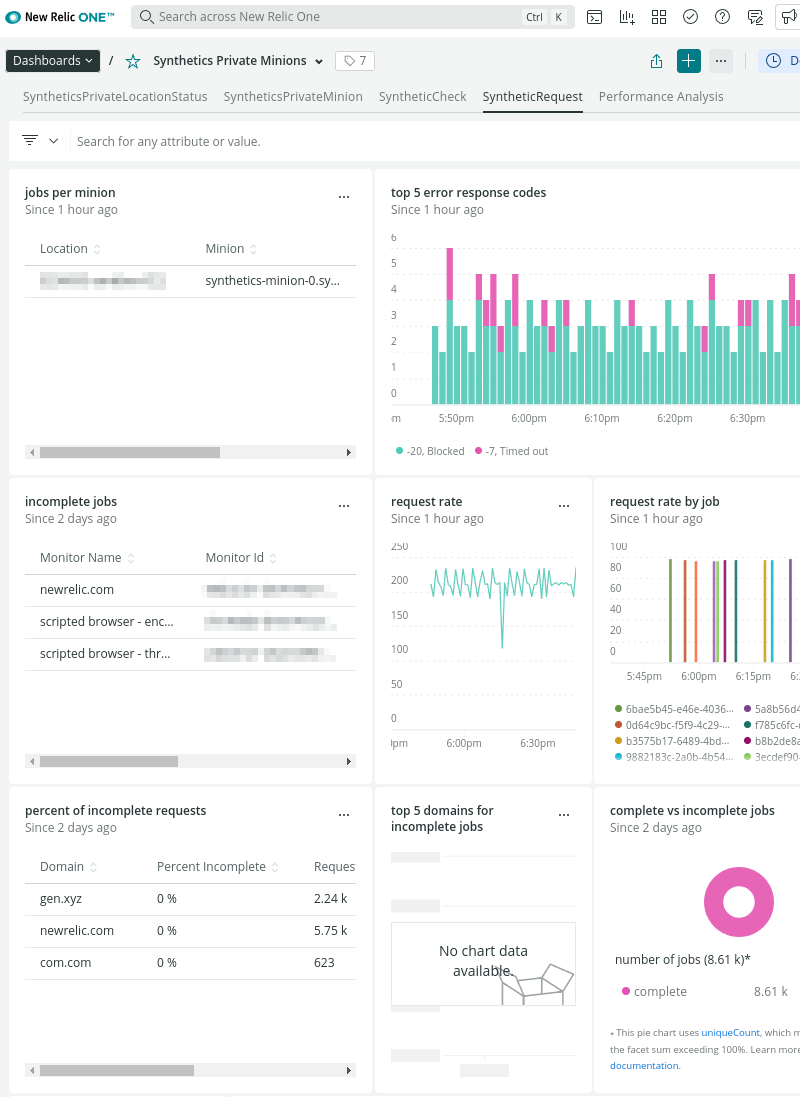 New Relic ONE™ Search across New Relic One Ctrl K
Dashboards / Synthetics Private Minions 7
SyntheticsPrivateLocationStatus SyntheticsPrivateMinion SyntheticCheck SyntheticRequest Performance Analysis
Search for any attribute or value.
jobs per minion ...
Since 1 hour ago
Location Minion
synthetics-minion-0.sy...
top 5 error response codes
Since 1 hour ago
6
5
4
3
2
1
0
5:50pm 6:00pm 6:10pm 6:20pm 6:30pm
-20, Blocked -7, Timed out
incomplete jobs ...
Since 2 days ago
Monitor Name Monitor Id
newrelic.com
scripted browser - enc...
scripted browser - thr...
request rate ...
Since 1 hour ago
250
200
150
100
50
0
6:00pm 6:30pm
request rate by job
Since 1 hour ago
100
80
60
40
20
0
5:45pm 6:00pm 6:15pm
6bae5b45-e46e-4036... 5a8b56d4
0d64c9bc-f5f9-4c29-... f785c6fc-
b3575b17-6489-4bd... b8b2de8a
9882183c-2a0b-4b54... 3ecdef90-
percent of incomplete requests ...
Since 2 days ago
Domain Percent Incomplete Reques
gen.xyz 0 % 2.24 k
newrelic.com 0 % 5.75 k
com.com 0 % 623
top 5 domains for ...
incomplete jobs
No chart data
available.
complete vs incomplete jobs
Since 2 days ago
number of jobs (8.61 k)*
complete 8.61 k
* This pie chart uses uniqueCount, which m
the facet sum exceeding 100%. Learn more
documentation.